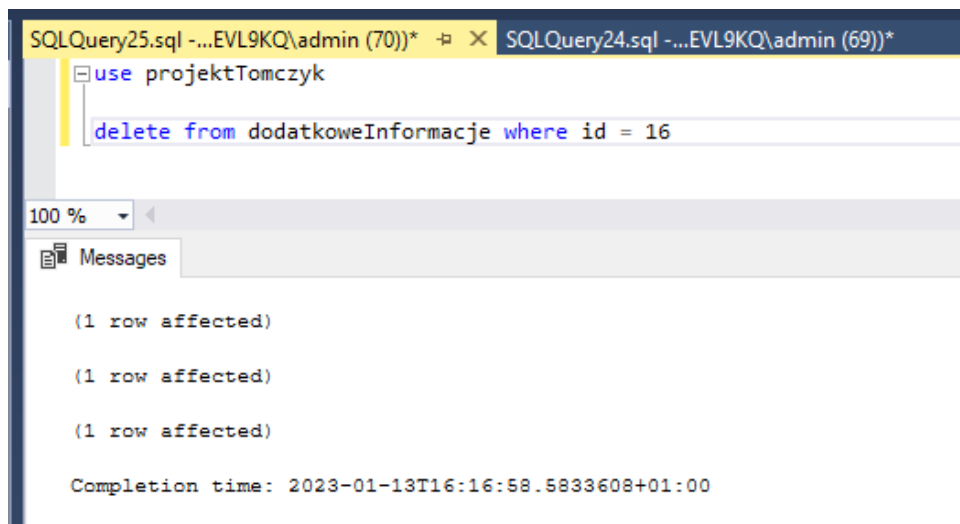 SQLQuery25.sql -...EVL9KQ\admin (70))* SQLQuery24.sql -...EVL9KQ\admin (69))*
use projektTomczyk
delete from dodatkoweInformacje where id = 16
100 %
Messages
(1 row affected)
(1 row affected)
(1 row affected)
Completion time: 2023-01-13T16:16:58.5833608+01:00